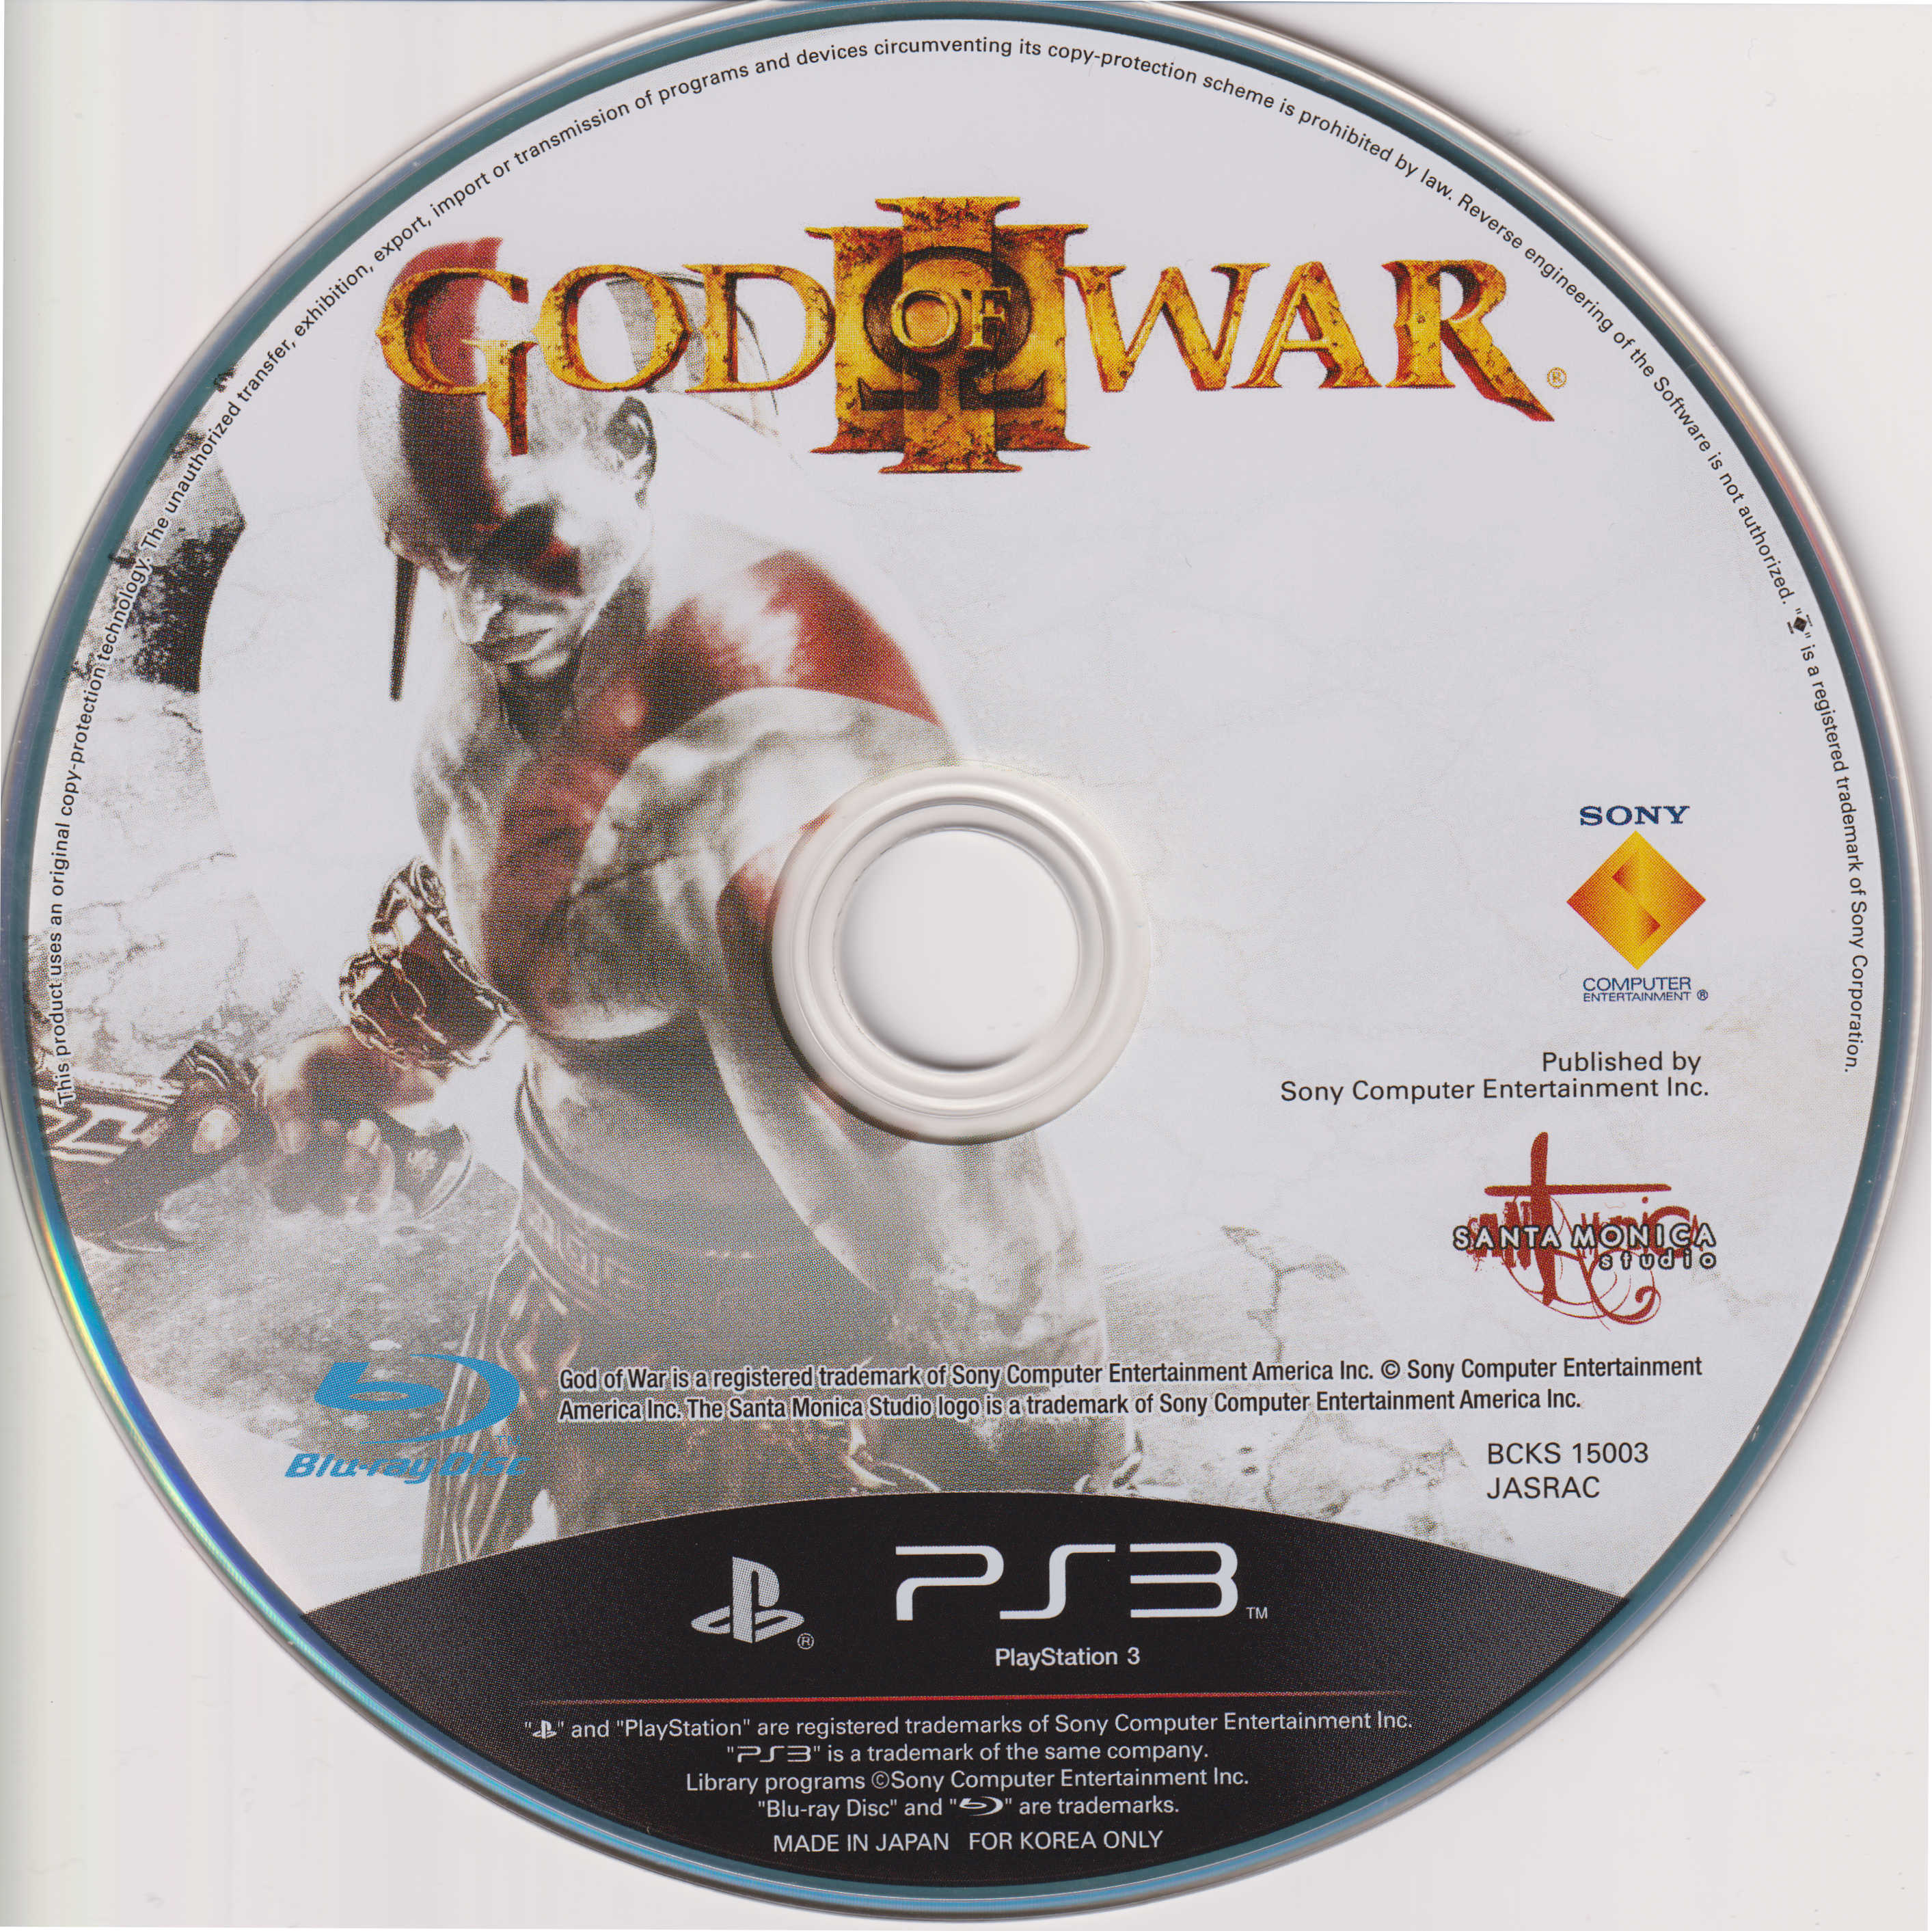 This product uses an original copy-protection technology. The unauthorized transfer, exhibition, export, import or transmission of programs and devices circumventing its copy-protection scheme is prohibited by law. Reverse engineering of the Software is not authorized. " " is a registered trademark of Sony Corporation.
GOD OF WAR ®
III
SONY
COMPUTER
ENTERTAINMENT ®
Published by
Sony Computer Entertainment Inc.
SANTA MONICA
studio
God of War is a registered trademark of Sony Computer Entertainment America Inc. © Sony Computer Entertainment
America Inc. The Santa Monica Studio logo is a trademark of Sony Computer Entertainment America Inc.
Blu-ray Disc
BCKS 15003
JASRAC
® PS3 ™
PlayStation 3
" " and "PlayStation" are registered trademarks of Sony Computer Entertainment Inc.
"PS3" is a trademark of the same company.
Library programs ©Sony Computer Entertainment Inc.
"Blu-ray Disc" and " " are trademarks.
MADE IN JAPAN FOR KOREA ONLY